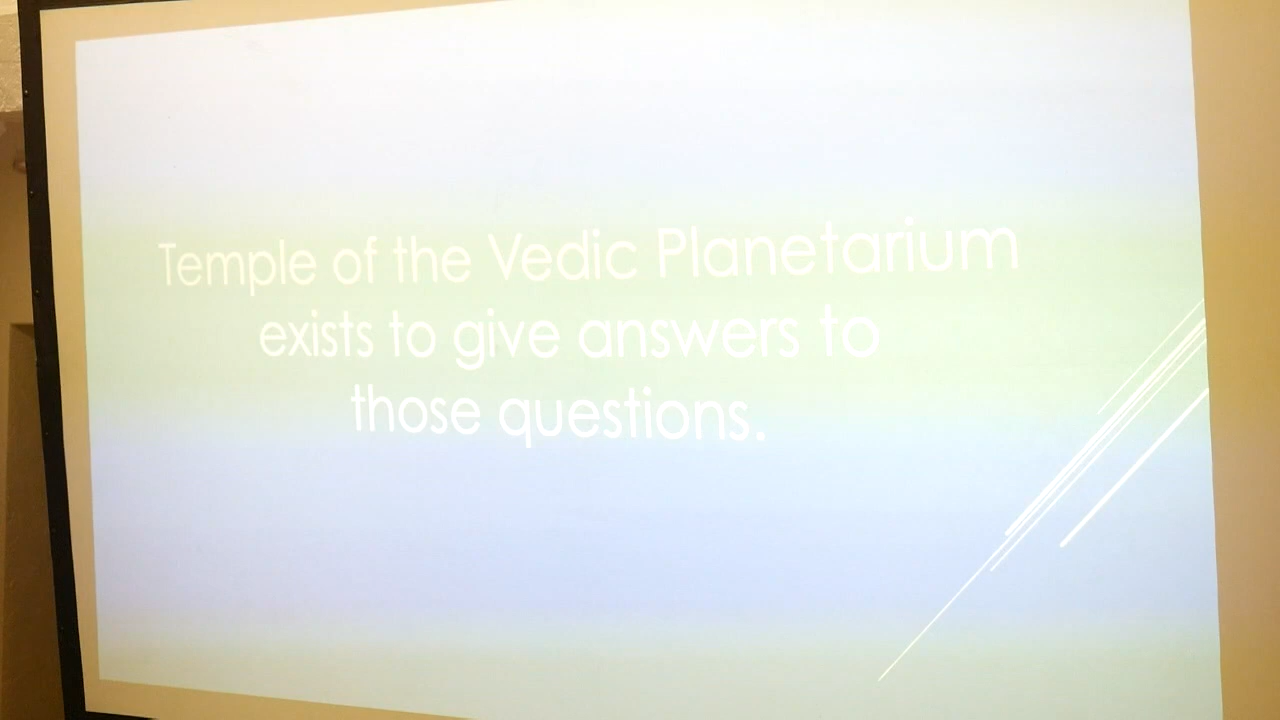 Temple of the Vedic Planetarium
exists to give answers to
those questions.